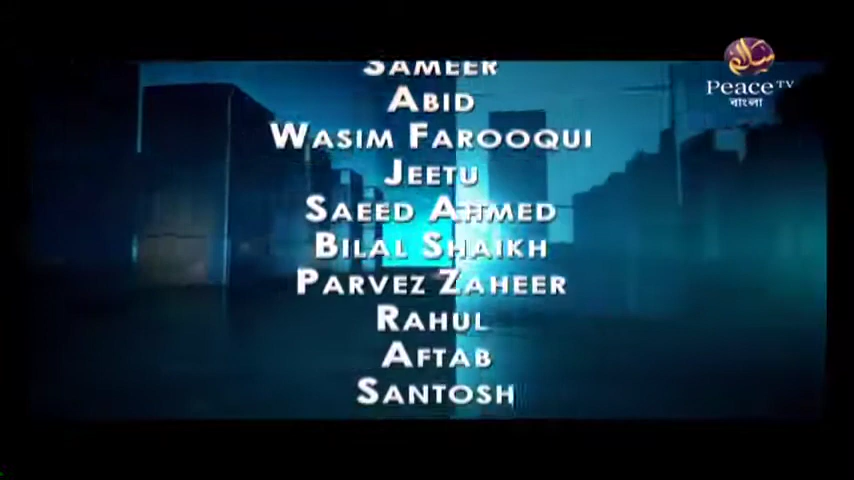 SAMEER
ABID
WASIM FAROOQUI
JEETU
SAEED AHMED
BILAL SHAIKH
PARVEZ ZAHEER
RAHUL
AFTAB
SANTOSH
Peace TV
বাংলা